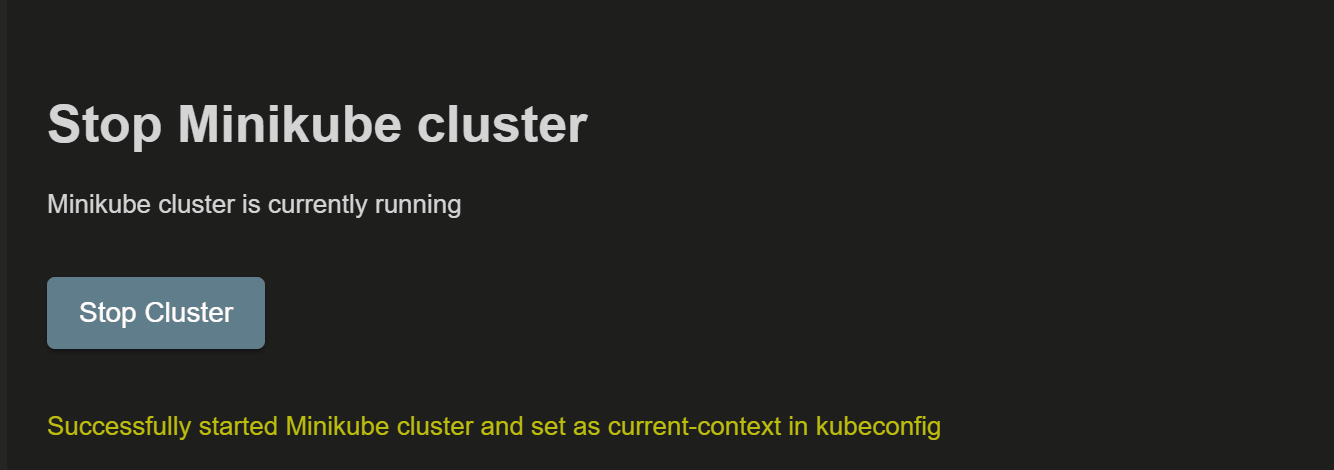 Stop Minikube cluster
Minikube cluster is currently running
Stop Cluster
Successfully started Minikube cluster and set as current-context in kubeconfig